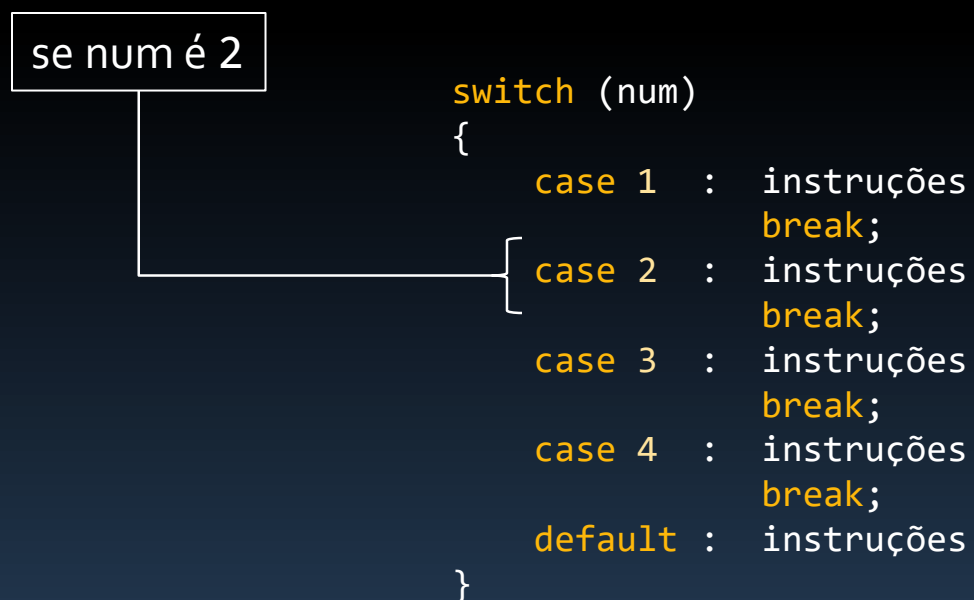 se num é 2
switch (num)
{
case 1 : instruções
break;
case 2 : instruções
break;
case 3 : instruções
break;
case 4 : instruções
break;
default : instruções
}